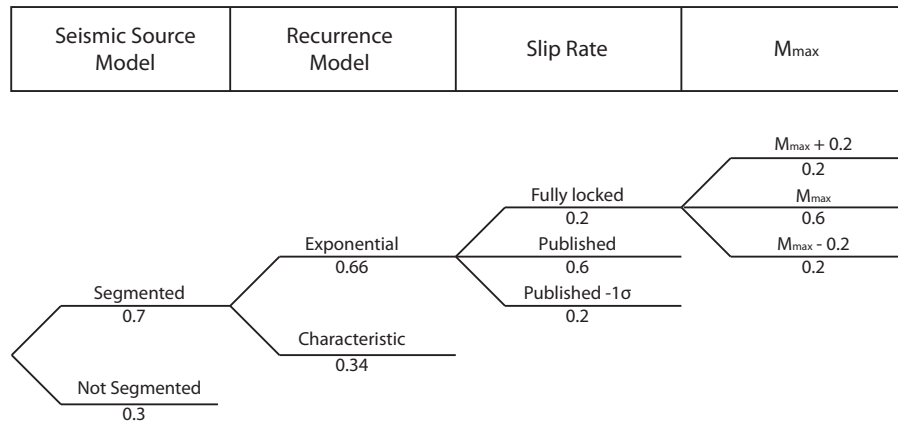 Seismic Source
Model
Recurrence
Model
Slip Rate
Mmax
Mmax + 0.2
0.2
Fully locked
0.2
Mmax
0.6
Exponential
0.66
Published
0.6
Mmax - 0.2
0.2
Segmented
0.7
Published -1σ
0.2
Characteristic
0.34
Not Segmented
0.3